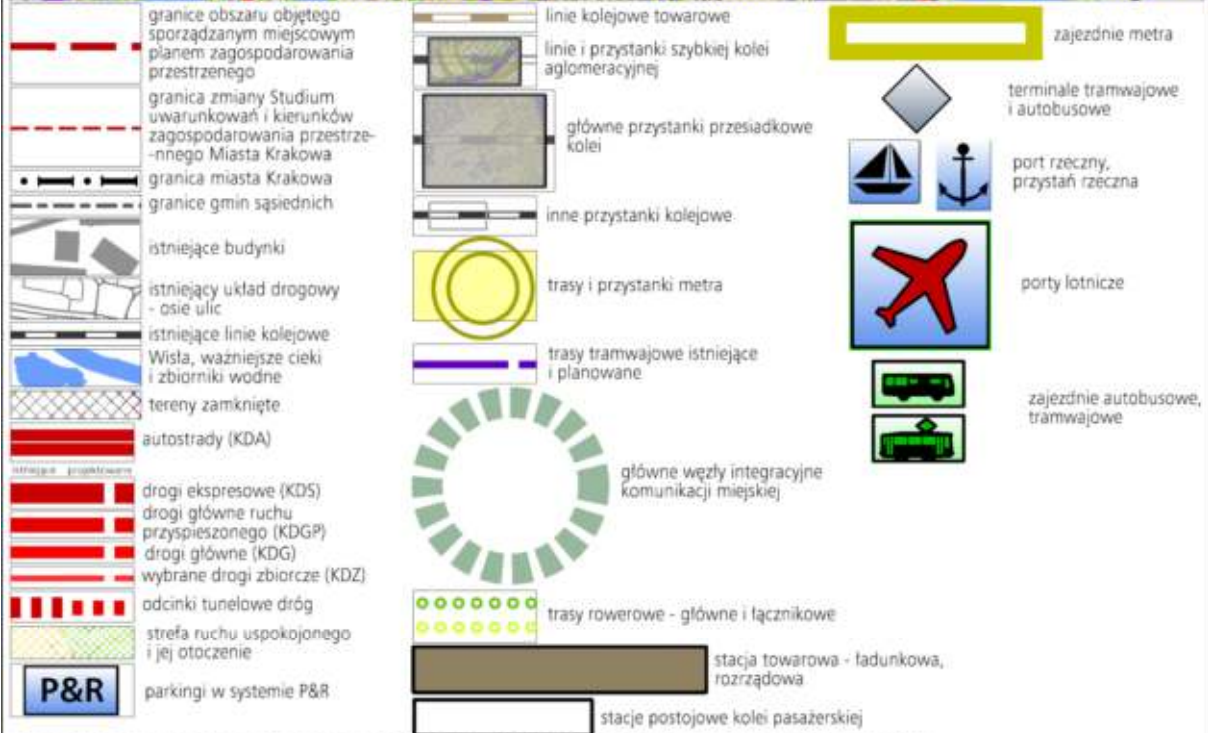 granice obszaru objętego
sporządzanym miejscowym
planem zagospodarowania
przestrzenego
granica zmiany Studium
uwarunkowań i kierunków
zagospodarowania przestrze-
-nnego Miasta Krakowa
granica miasta Krakowa
granice gmin sąsiednich
istniejące budynki
istniejący układ drogowy
- osie ulic
istniejące linie kolejowe
Wisła, ważniejsze cieki
i zbiorniki wodne
tereny zamknięte
autostrady (KDA)
istniejące projektowane
drogi ekspresowe (KDS)
drogi główne ruchu
przyspieszonego (KDGP)
drogi główne (KDG)
wybrane drogi zbiorcze (KDZ)
odcinki tunelowe dróg
strefa ruchu uspokojonego
i jej otoczenie
P&R
parkingi w systemie P&R
linie kolejowe towarowe
linie i przystanki szybkiej kolei
aglomeracyjnej
główne przystanki przesiadkowe
kolei
inne przystanki kolejowe
trasy i przystanki metra
trasy tramwajowe istniejące
i planowane
główne węzły integracyjne
komunikacji miejskiej
trasy rowerowe - główne i łącznikowe
stacja towarowa - ładunkowa,
rozrządowa
stacje postojowe kolei pasażerskiej
zajezdnie metra
terminale tramwajowe
i autobusowe
port rzeczny,
przystań rzeczna
porty lotnicze
zajezdnie autobusowe,
tramwajowe